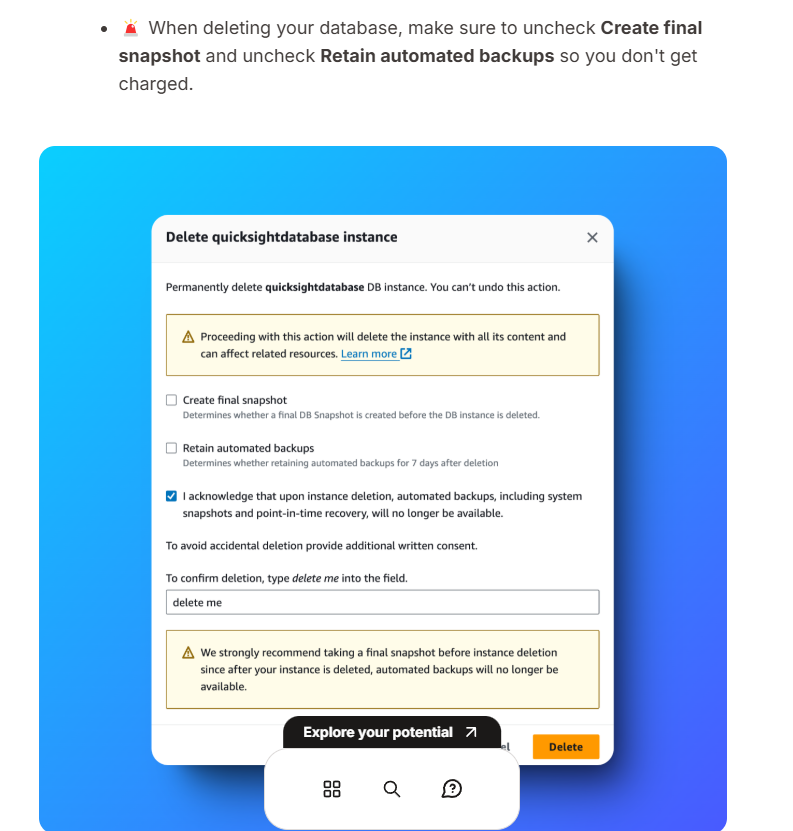 🚨 When deleting your database, make sure to uncheck Create final
snapshot and uncheck Retain automated backups so you don't get
charged.
Delete quicksightdatabase instance
Permanently delete quicksightdatabase DB instance. You can't undo this action.
Proceeding with this action will delete the instance with all its content and
can affect related resources. Learn more
Create final snapshot
Determines whether a final DB Snapshot is created before the DB instance is deleted.
Retain automated backups
Determines whether retaining automated backups for 7 days after deletion
I acknowledge that upon instance deletion, automated backups, including system
snapshots and point-in-time recovery, will no longer be available.
To avoid accidental deletion provide additional written consent.
To confirm deletion, type delete me into the field.
delete me
We strongly recommend taking a final snapshot before instance deletion
since after your instance is deleted, automated backups will no longer be
available.
Explore your potential
Delete